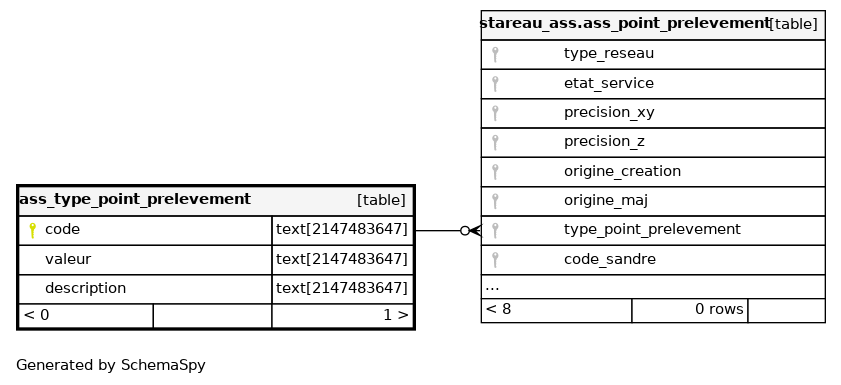 stareau_ass.ass_point_prelevement [table]
type_reseau
etat_service
precision_xy
precision_z
origine_creation
origine_maj
type_point_prelevement
code_sandre
...
< 8 0 rows
ass_type_point_prelevement [table]
code text[2147483647]
valeur text[2147483647]
description text[2147483647]
< 0 1 >
Generated by SchemaSpy